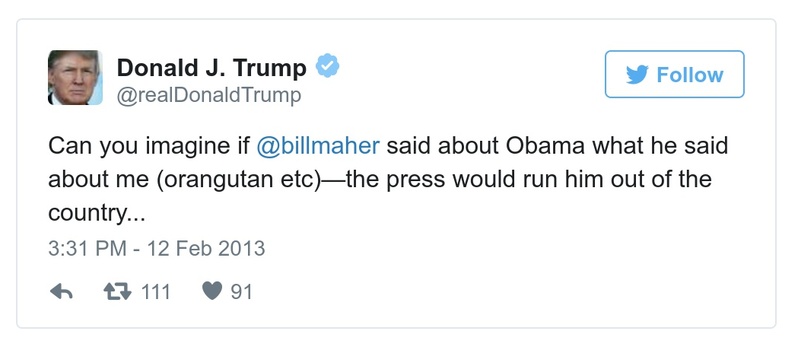 Donald J. Trump
@realDonaldTrump
Follow
Can you imagine if @billmaher said about Obama what he said
about me (orangutan etc)—the press would run him out of the
country...
3:31 PM - 12 Feb 2013
111 91